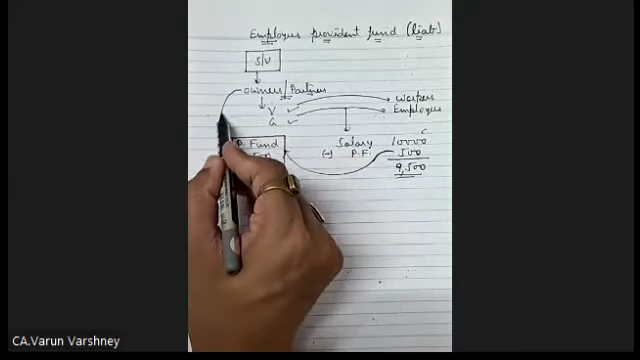 Employees provident fund (liab)
S/V
owners/Partners
V ✓ workers
G ✓ Employees
P. Fund Salary 10000
(-) P.F. 500
9,500
CA.Varun Varshney